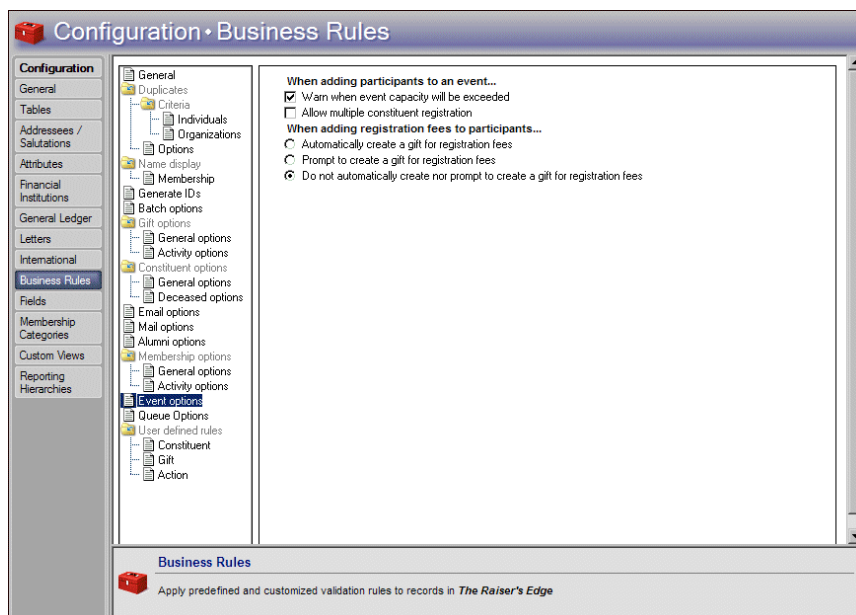 Configuration • Business Rules
Configuration
General
Tables
Addressees /
Salutations
Attributes
Financial
Institutions
General Ledger
Letters
International
Business Rules
Fields
Membership
Categories
Custom Views
Reporting
Hierarchies
General
Duplicates
Criteria
Individuals
Organizations
Options
Name display
Membership
Generate IDs
Batch options
Gift options
General options
Activity options
Constituent options
General options
Deceased options
Email options
Mail options
Alumni options
Membership options
General options
Activity options
Event options
Queue Options
User defined rules
Constituent
Gift
Action
When adding participants to an event...
Warn when event capacity will be exceeded
Allow multiple constituent registration
When adding registration fees to participants...
Automatically create a gift for registration fees
Prompt to create a gift for registration fees
Do not automatically create nor prompt to create a gift for registration fees
Business Rules
Apply predefined and customized validation rules to records in The Raiser's Edge